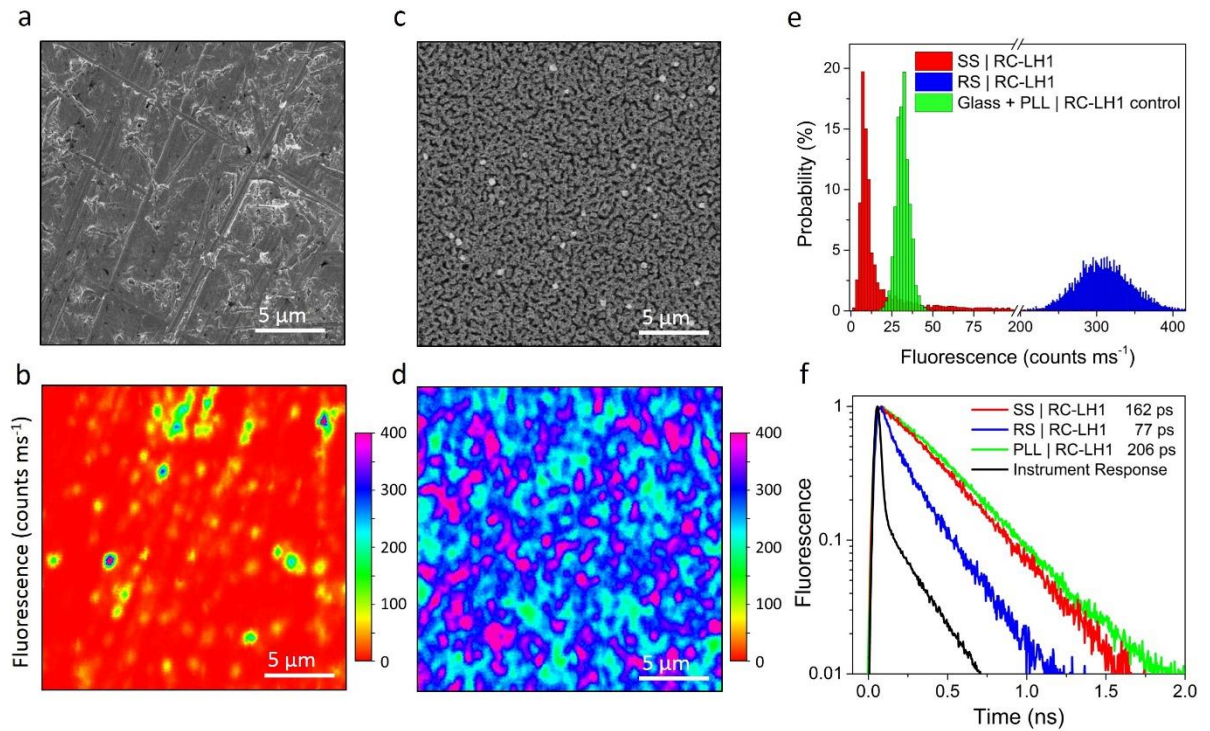 a
5 μm
b
Fluorescence (counts ms⁻¹)
400
300
200
100
0
5 μm
c
5 μm
d
400
300
200
100
0
5 μm
e
Probability (%)
20
15
10
5
0
SS | RC-LH1
RS | RC-LH1
Glass + PLL | RC-LH1 control
0 25 50 75 200 300 400
Fluorescence (counts ms⁻¹)
f
Fluorescence
1
0.1
0.01
SS | RC-LH1 162 ps
RS | RC-LH1 77 ps
PLL | RC-LH1 206 ps
Instrument Response
0.0 0.5 1.0 1.5 2.0
Time (ns)